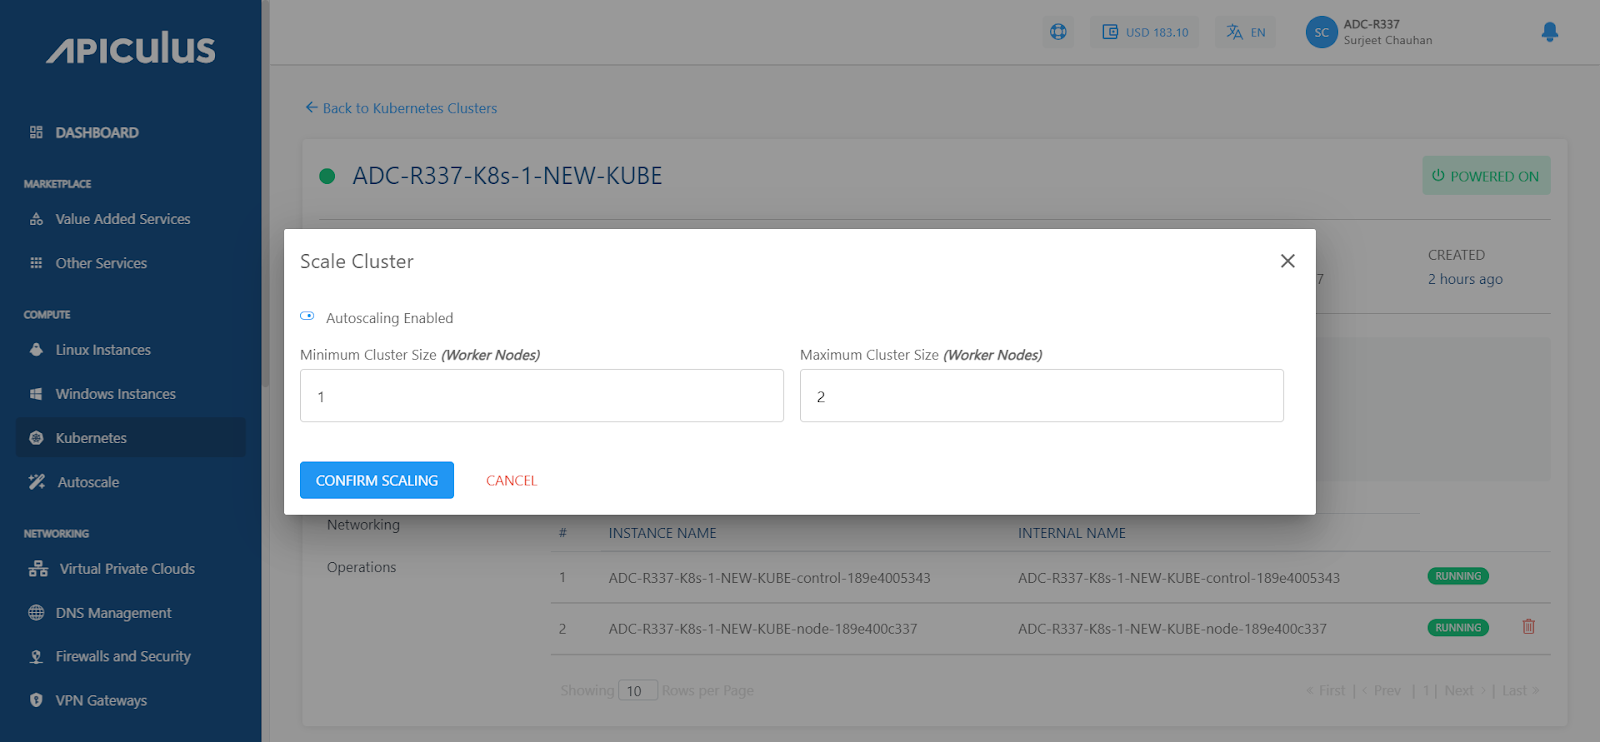 APICULUS
USD 183.10
EN
SC
ADC-R337
Surjeet Chauhan
DASHBOARD
MARKETPLACE
Value Added Services
Other Services
COMPUTE
Linux Instances
Windows Instances
Kubernetes
Autoscale
NETWORKING
Virtual Private Clouds
DNS Management
Firewalls and Security
VPN Gateways
Back to Kubernetes Clusters
ADC-R337-K8s-1-NEW-KUBE
POWERED ON
7
CREATED
2 hours ago
Scale Cluster
Autoscaling Enabled
Minimum Cluster Size (Worker Nodes)
Maximum Cluster Size (Worker Nodes)
1
2
CONFIRM SCALING
CANCEL
Networking
Operations
# INSTANCE NAME INTERNAL NAME
1 ADC-R337-K8s-1-NEW-KUBE-control-189e4005343 ADC-R337-K8s-1-NEW-KUBE-control-189e4005343 RUNNING
2 ADC-R337-K8s-1-NEW-KUBE-node-189e400c337 ADC-R337-K8s-1-NEW-KUBE-node-189e400c337 RUNNING
Showing 10 Rows per Page
« First | ‹ Prev | 1 | Next › | Last »